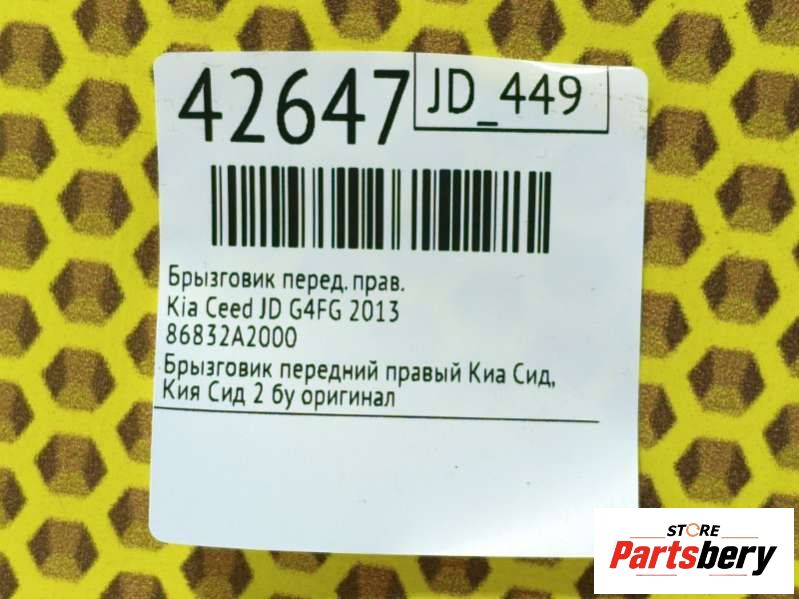 42647
JD_449
Брызговик перед. прав.
Kia Ceed JD G4FG 2013
86832A2000
Брызговик передний правый Киа Сид,
Кия Сид 2 бу оригинал
STORE
Partsbery